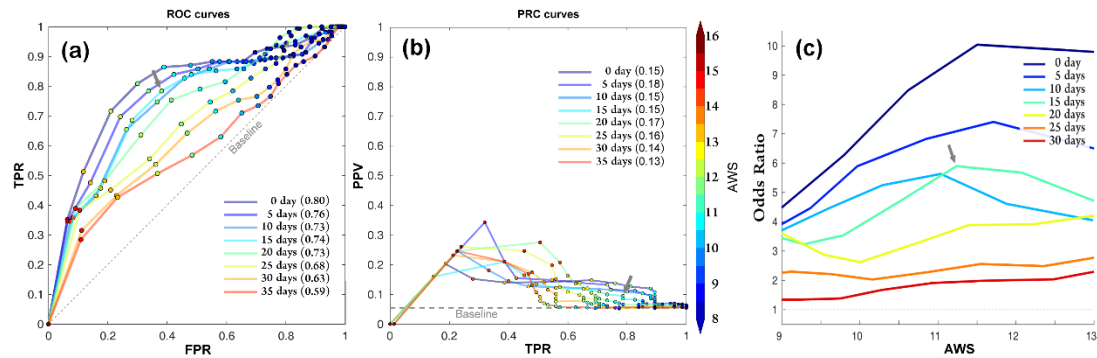 ROC curves
(a)
1
0.9
0.8
0.7
0.6
0.5
0.4
0.3
0.2
0.1
0
TPR
0
0.2
0.4
0.6
0.8
1
FPR
Baseline
0 day (0.80)
5 days (0.76)
10 days (0.73)
15 days (0.74)
20 days (0.73)
25 days (0.68)
30 days (0.63)
35 days (0.59)
PRC curves
(b)
1
0.9
0.8
0.7
0.6
0.5
0.4
0.3
0.2
0.1
0
PPV
0
0.2
0.4
0.6
0.8
1
TPR
Baseline
0 day (0.15)
5 days (0.18)
10 days (0.15)
15 days (0.15)
20 days (0.17)
25 days (0.16)
30 days (0.14)
35 days (0.13)
16
15
14
13
12
11
10
9
8
AWS
(c)
10
9
8
7
6
5
4
3
2
1
Odds Ratio
9
10
11
12
13
AWS
0 day
5 days
10 days
15 days
20 days
25 days
30 days